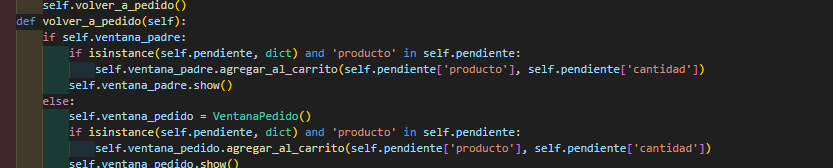 self.volver_a_pedido()
def volver_a_pedido(self):
if self.ventana_padre:
if isinstance(self.pendiente, dict) and 'producto' in self.pendiente:
self.ventana_padre.agregar_al_carrito(self.pendiente['producto'], self.pendiente['cantidad'])
self.ventana_padre.show()
else:
self.ventana_pedido = VentanaPedido()
if isinstance(self.pendiente, dict) and 'producto' in self.pendiente:
self.ventana_pedido.agregar_al_carrito(self.pendiente['producto'], self.pendiente['cantidad'])
self.ventana_pedido.show()